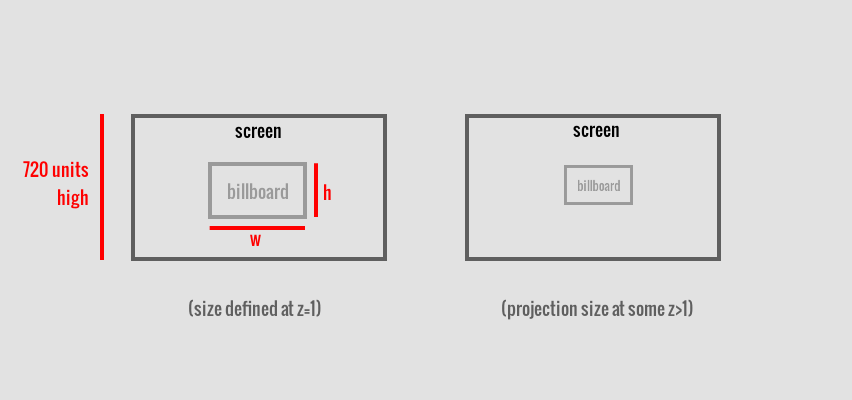 720 units
high
screen
billboard
h
w
(size defined at z=1)
screen
billboard
(projection size at some z>1)